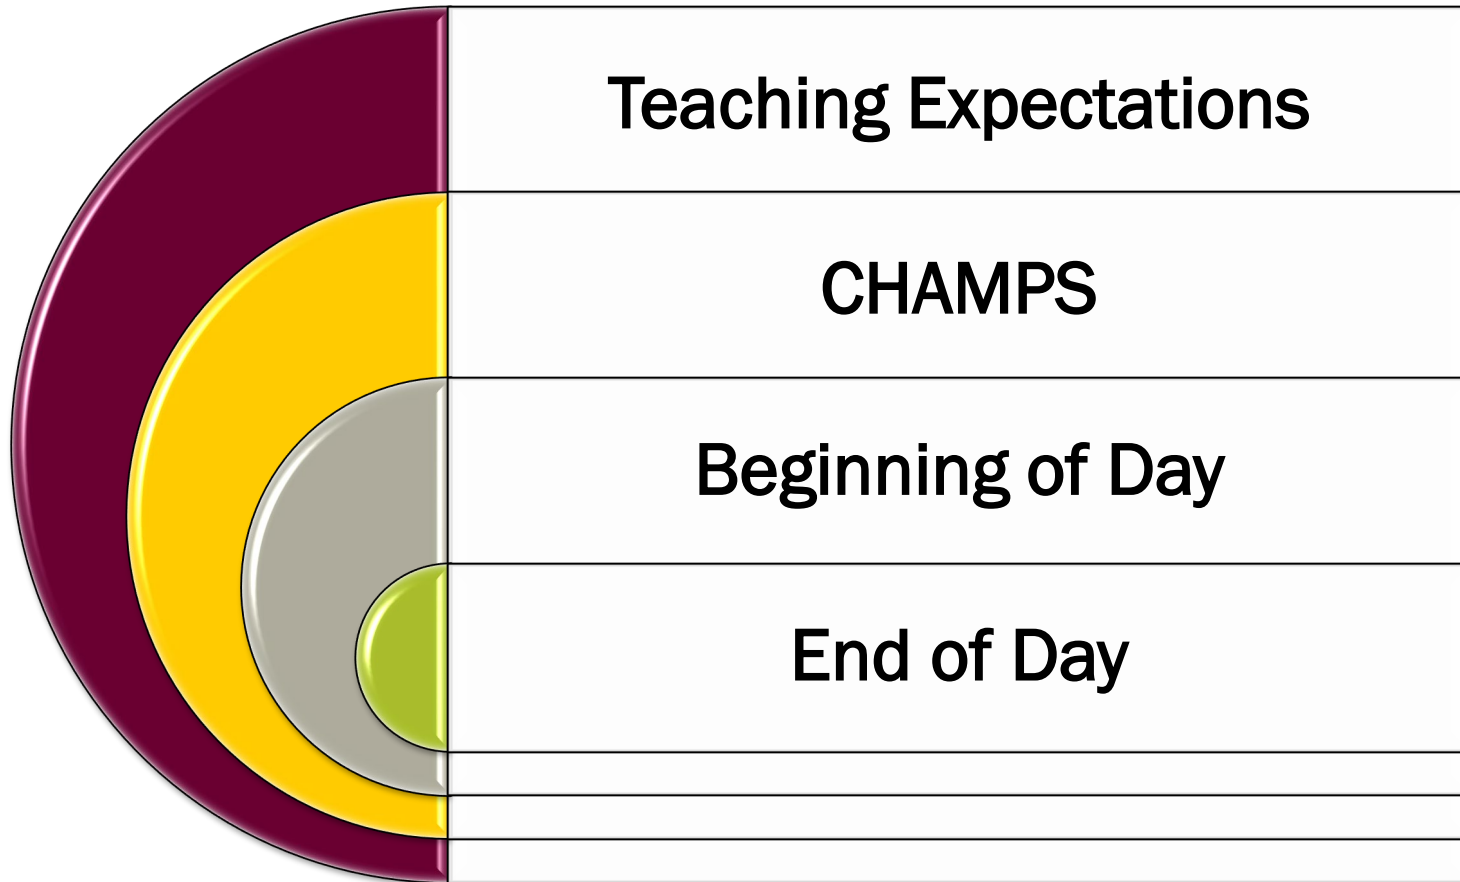 Teaching Expectations
CHAMPS
Beginning of Day
End of Day